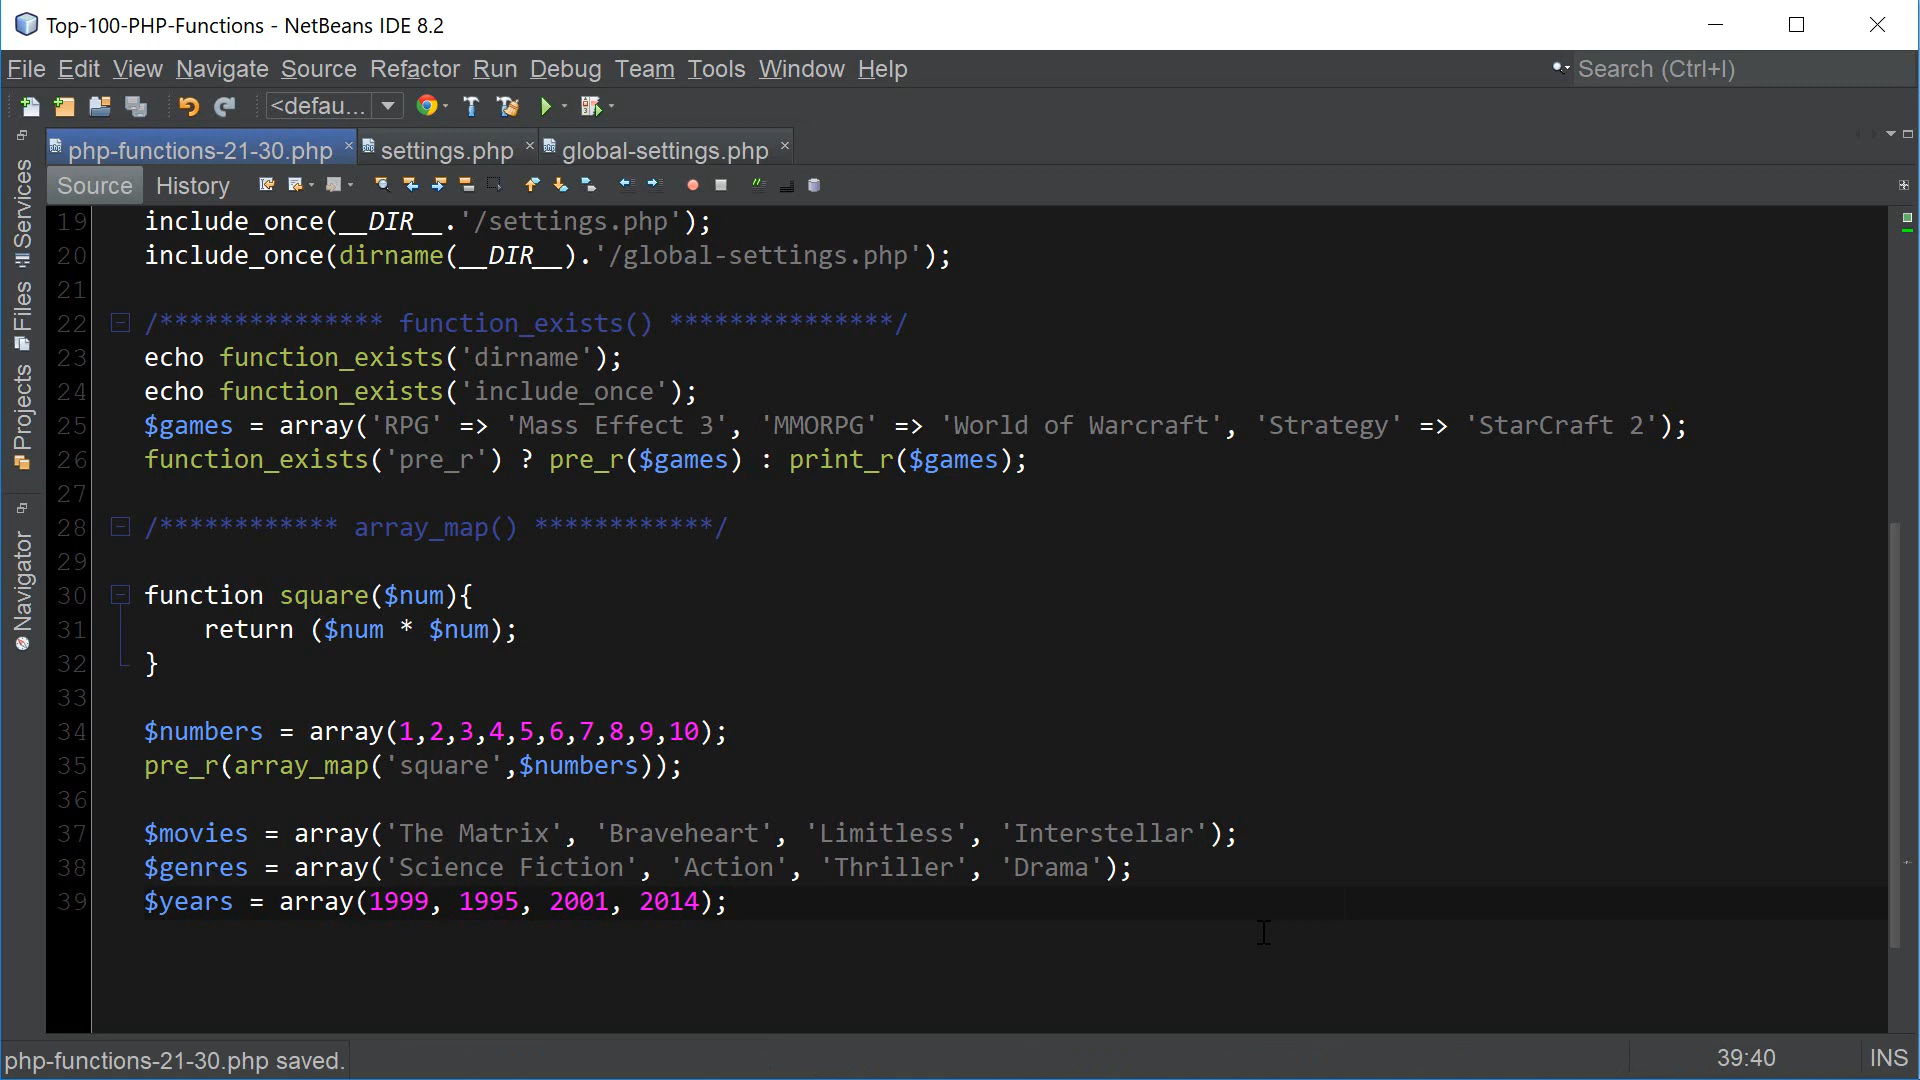 Top-100-PHP-Functions - NetBeans IDE 8.2
File Edit View Navigate Source Refactor Run Debug Team Tools Window Help
Search (Ctrl+I)
<defau...
php-functions-21-30.php
settings.php
global-settings.php
Source
History
Services
Files
Projects
Navigator
19 include_once(__DIR__.'/settings.php');
20 include_once(dirname(__DIR__).'/global-settings.php');
21
22 /*************** function_exists() ***************/
23 echo function_exists('dirname');
24 echo function_exists('include_once');
25 $games = array('RPG' => 'Mass Effect 3', 'MMORPG' => 'World of Warcraft', 'Strategy' => 'StarCraft 2');
26 function_exists('pre_r') ? pre_r($games) : print_r($games);
27
28 /************ array_map() ************/
29
30 function square($num){
31     return ($num * $num);
32 }
33
34 $numbers = array(1,2,3,4,5,6,7,8,9,10);
35 pre_r(array_map('square',$numbers));
36
37 $movies = array('The Matrix', 'Braveheart', 'Limitless', 'Interstellar');
38 $genres = array('Science Fiction', 'Action', 'Thriller', 'Drama');
39 $years = array(1999, 1995, 2001, 2014);
php-functions-21-30.php saved.
39:40
INS